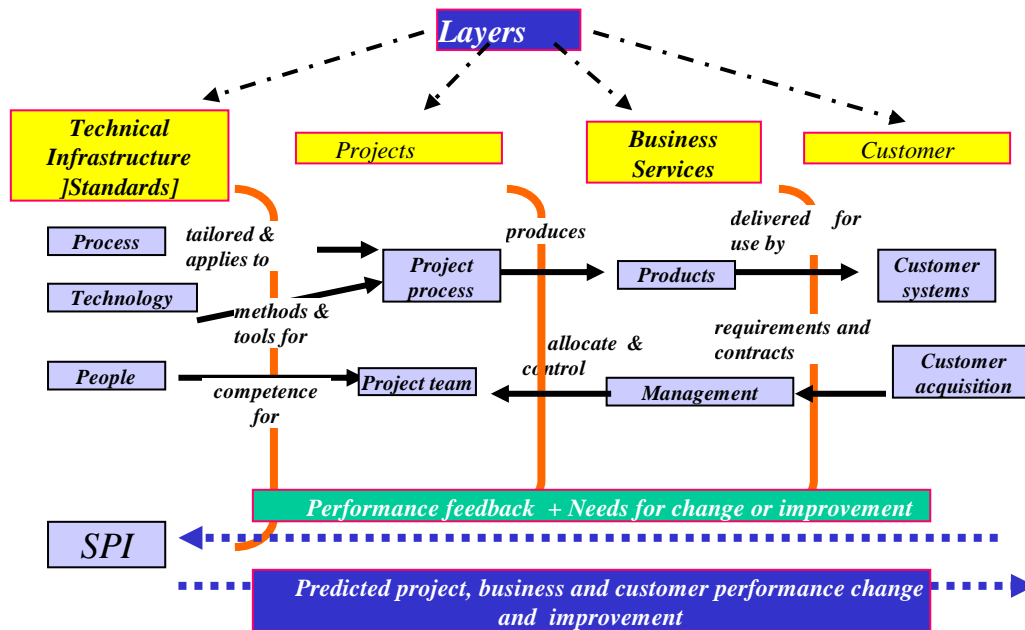 Layers
Technical
Infrastructure
]Standards]
Projects
Business
Services
Customer
Process
tailored &
applies to
Technology
methods &
tools for
People
competence
for
Project
process
Project team
produces
Products
allocate &
control
Management
delivered for
use by
requirements and
contracts
Customer
systems
Customer
acquisition
Performance feedback + Needs for change or improvement
SPI
Predicted project, business and customer performance change
and improvement